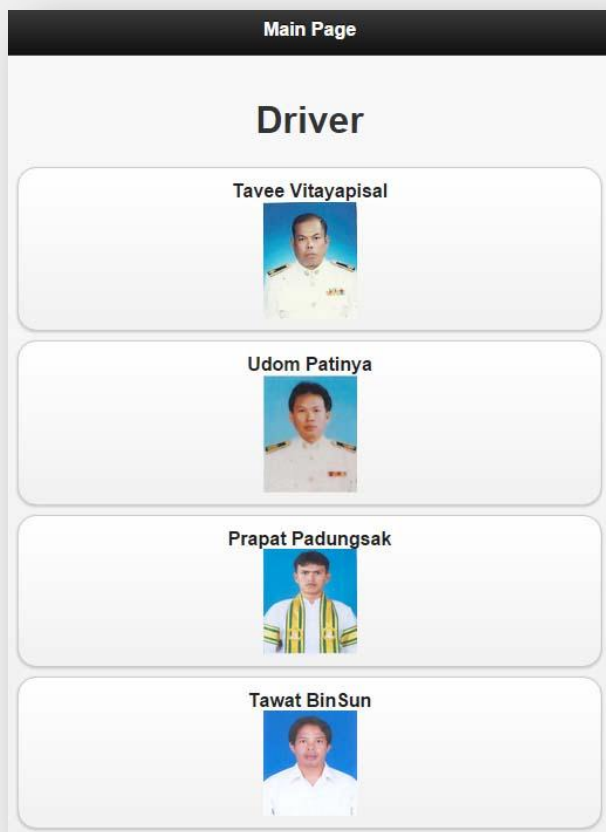 Main Page
Driver
Tavee Vitayapisal
Udom Patinya
Prapat Padungsak
Tawat BinSun